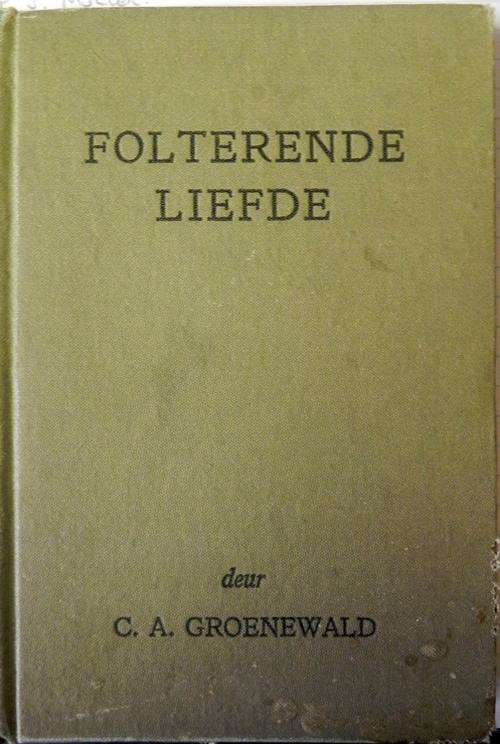 FOLTERENDE
LIEFDE
deur
C. A. GROENEWALD